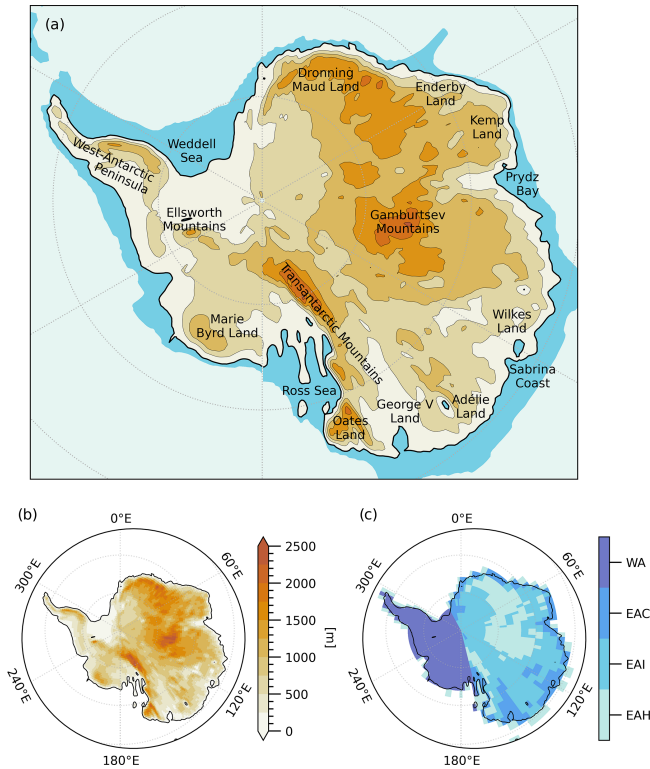 (a)
Dronning
Maud Land
Enderby
Land
Kemp
Land
Weddell
Sea
West-Antarctic
Peninsula
Prydz
Bay
Ellsworth
Mountains
Gamburtsev
Mountains
Transantarctic Mountains
Marie
Byrd Land
Wilkes
Land
Sabrina
Coast
Ross Sea
George V
Land
Adélie
Land
Oates
Land
(b)
0°E
60°E
120°E
180°E
240°E
300°E
2500
2000
1500
1000
500
0
[m]
(c)
0°E
60°E
120°E
180°E
240°E
300°E
WA
EAC
EAI
EAH